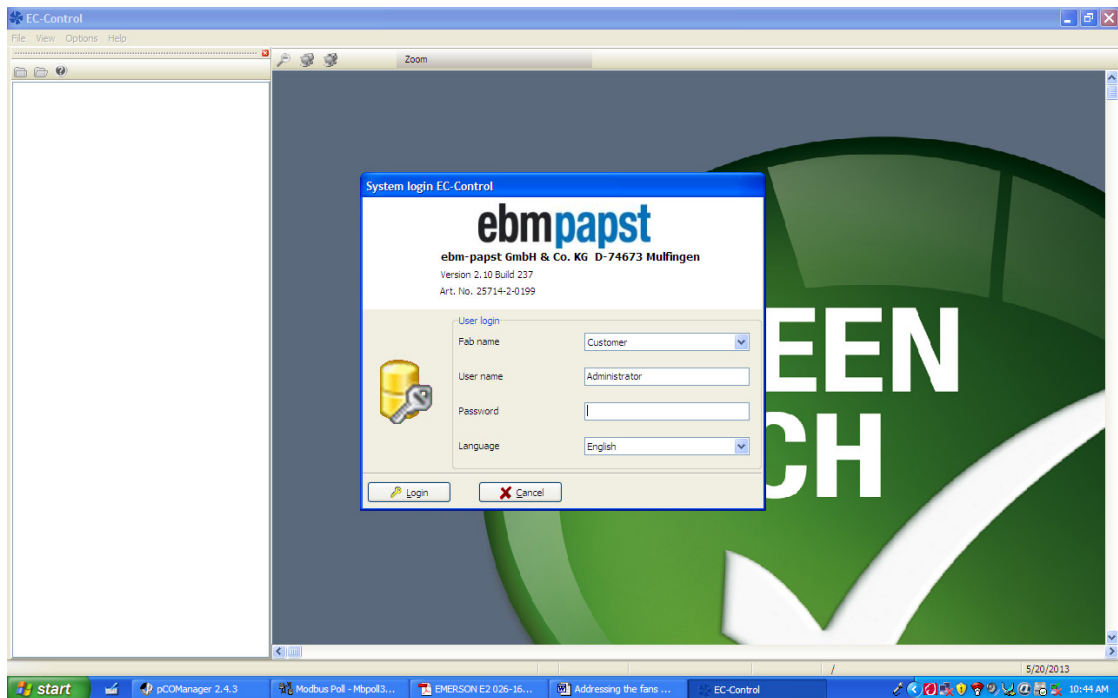 EC-Control
File View Options Help
Zoom
System login EC-Control
ebmpapst
ebm-papst GmbH & Co. KG D-74673 Mulfingen
Version 2.10 Build 237
Art. No. 25714-2-0199
User login
Fab name
Customer
User name
Administrator
Password
Language
English
Login
Cancel
EEN
CH
/
5/20/2013
start
pCOManager 2.4.3
Modbus Poll - Mbpoll3...
EMERSON E2 026-16...
Addressing the fans ...
EC-Control
10:44 AM